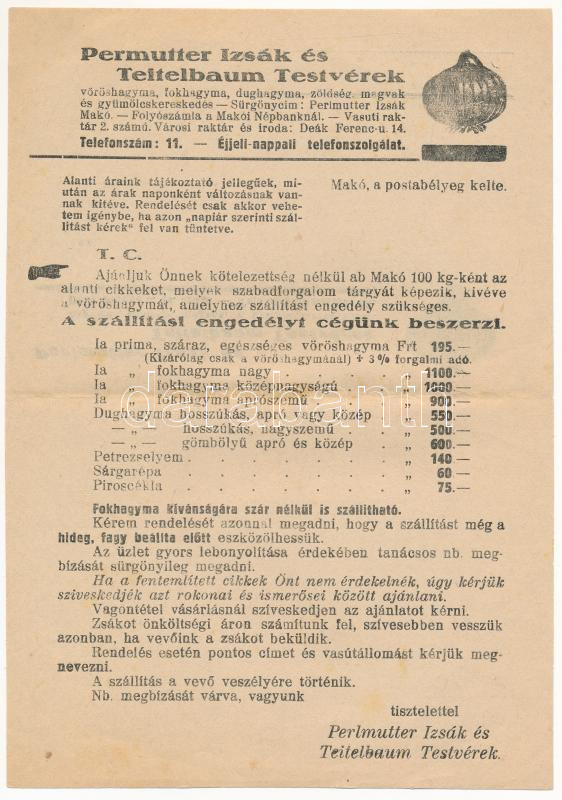 Permutter Izsák és
Teitelbaum Testvérek
vöröshagyma, fokhagyma, dughagyma, zöldség, magvak
és gyümölcskereskedés — Sürgönycim: Perlmutter Izsák
Makó. — Folyószámla a Makói Népbanknál. — Vasuti rak-
tár 2. számú. Városi raktár és iroda: Deák Ferenc-u. 14.
Telefonszám: 11. — Éjjeli-nappali telefonszolgálat.
Alanti áraink tájékoztató jellegűek, mi-
után az árak naponként változásnak van-
nak kitéve. Rendelését csak akkor vehe-
tem igénybe, ha azon „napiár szerinti szál-
litást kérek" fel van tüntetve.
Makó, a postabélyeg kelte.
T. C.
Ajánljuk Önnek kötelezettség nélkül ab Makó 100 kg-ként az
alanti cikkeket, melyek szabadforgalom tárgyát képezik, kivéve
a vöröshagymát, amelyhez szállítási engedély szükséges.
A szállítási engedélyt cégünk beszerzi.
Ia prima, száraz, egészséges vöröshagyma Frt 195.—
(Kizárólag csak a vöröshagymánál) + 3% forgalmi adó.
Ia „ fokhagyma nagy . . . . . „ 1100.—
Ia „ fokhagyma középnagyságú . . „ 1000.—
Ia „ fokhagyma aprószemű . . . „ 900.—
Dughagyma hosszúkás, apró vagy közép . „ 550.—
— „ — hosszúkás, nagyszemű . . „ 500.—
— „ — gömbölyű apró és közép . „ 600.—
Petrezselyem . . . . . . . „ 140.—
Sárgarépa . . . . . . . „ 60.—
Piroscékla . . . . . . . „ 75.—
Fokhagyma kívánságára szár nélkül is szállítható.
Kérem rendelését azonnal megadni, hogy a szállítást még a
hideg, fagy beállta előtt eszközölhessük.
Az üzlet gyors lebonyolítása érdekében tanácsos nb. meg-
bízását sürgönyileg megadni.
Ha a fentemlített cikkek Önt nem érdekelnék, úgy kérjük
sziveskedjék azt rokonai és ismerősei között ajánlani.
Vagontétel vásárlásnál szíveskedjen az ajánlatot kérni.
Zsákot önköltségi áron számítunk fel, szívesebben vesszük
azonban, ha vevőink a zsákot beküldik.
Rendelés esetén pontos címet és vasútállomást kérjük meg-
nevezni.
A szállítás a vevő veszélyére történik.
Nb. megbízását várva, vagyunk
tisztelettel
Perlmutter Izsák és
Teitelbaum Testvérek.
darabanth